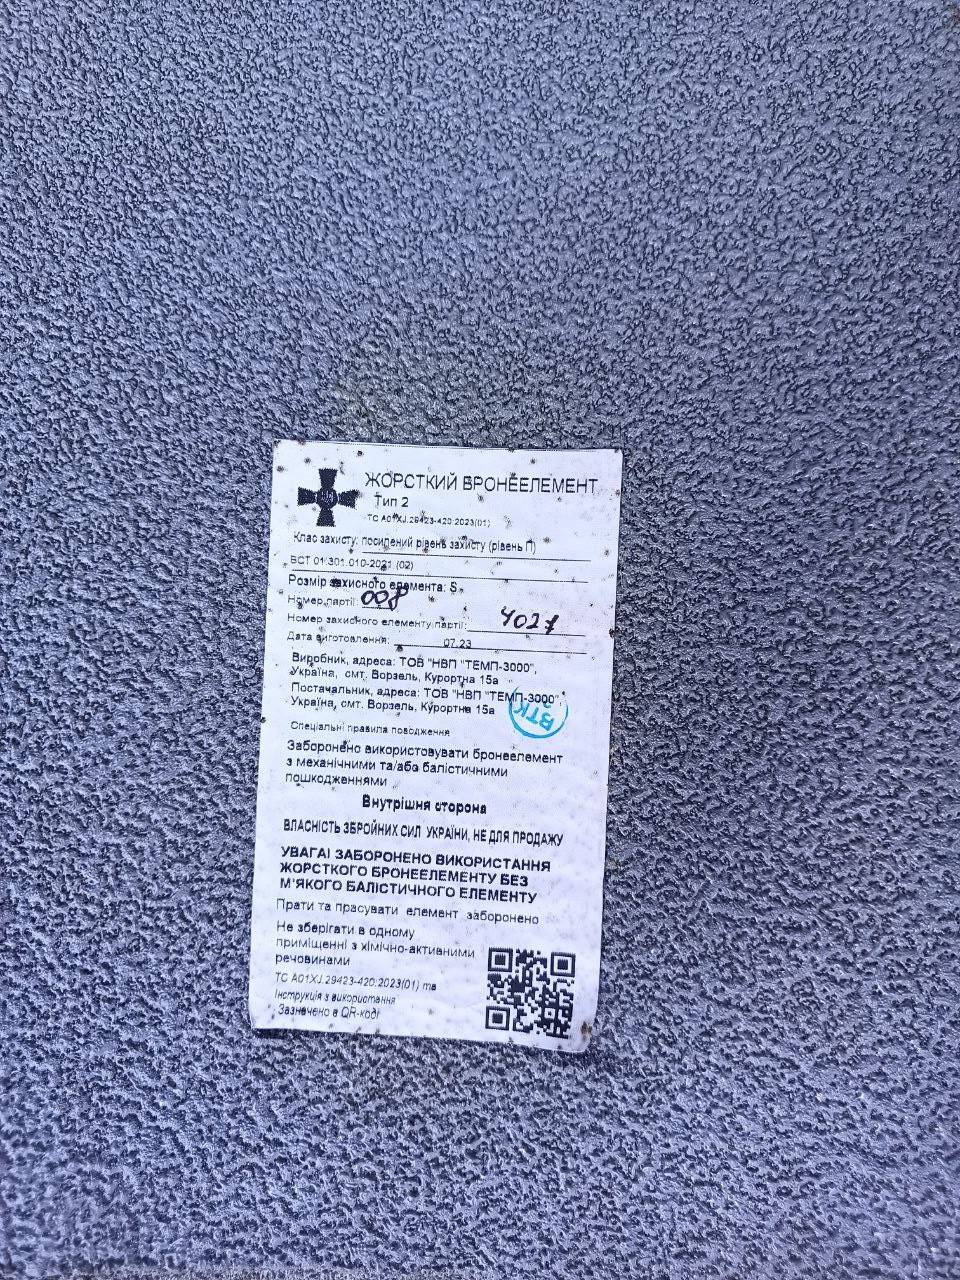 ЖОРСТКИЙ БРОНЕЕЛЕМЕНТ
Тип 2
ТС А01XJ.29423-420:2023(01)
Клас захисту: посилений рівень захисту (рівень П)
ВСТ 01.301.010-2021 (02)
Розмір захисного елемента: S
Номер партії: 008
Номер захисного елементу партії: 4027
Дата виготовлення: 07.23
Виробник, адреса: ТОВ "НВП "ТЕМП-3000",
Україна, смт. Ворзель, Курортна 15а
Постачальник, адреса: ТОВ "НВП "ТЕМП-3000",
Україна, смт. Ворзель, Курортна 15а
ВТК
Спеціальні правила поводження
Заборонено використовувати бронеелемент
з механічними та/або балістичними
пошкодженнями
Внутрішня сторона
ВЛАСНІСТЬ ЗБРОЙНИХ СИЛ УКРАЇНИ, НЕ ДЛЯ ПРОДАЖУ
УВАГА! ЗАБОРОНЕНО ВИКОРИСТАННЯ
ЖОРСТКОГО БРОНЕЕЛЕМЕНТУ БЕЗ
М'ЯКОГО БАЛІСТИЧНОГО ЕЛЕМЕНТУ
Прати та прасувати елемент заборонено
Не зберігати в одному
приміщенні з хімічно-активними
речовинами
ТС А01XJ.29423-420:2023(01) та
Інструкція з використання
Зазначено в QR-коді